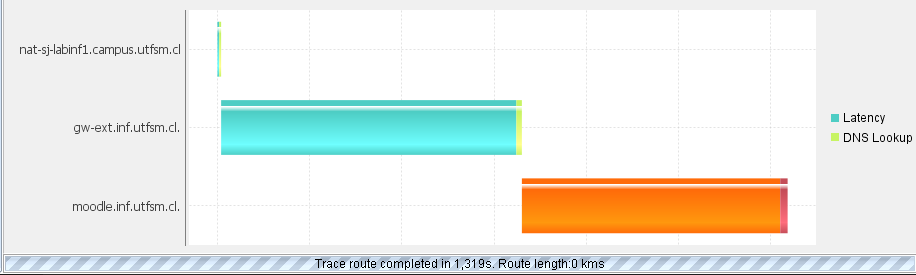 nat-sj-labinf1.campus.utfsm.cl
gw-ext.inf.utfsm.cl.
Latency
DNS Lookup
moodle.inf.utfsm.cl.
Trace route completed in 1,319s. Route length:0 kms